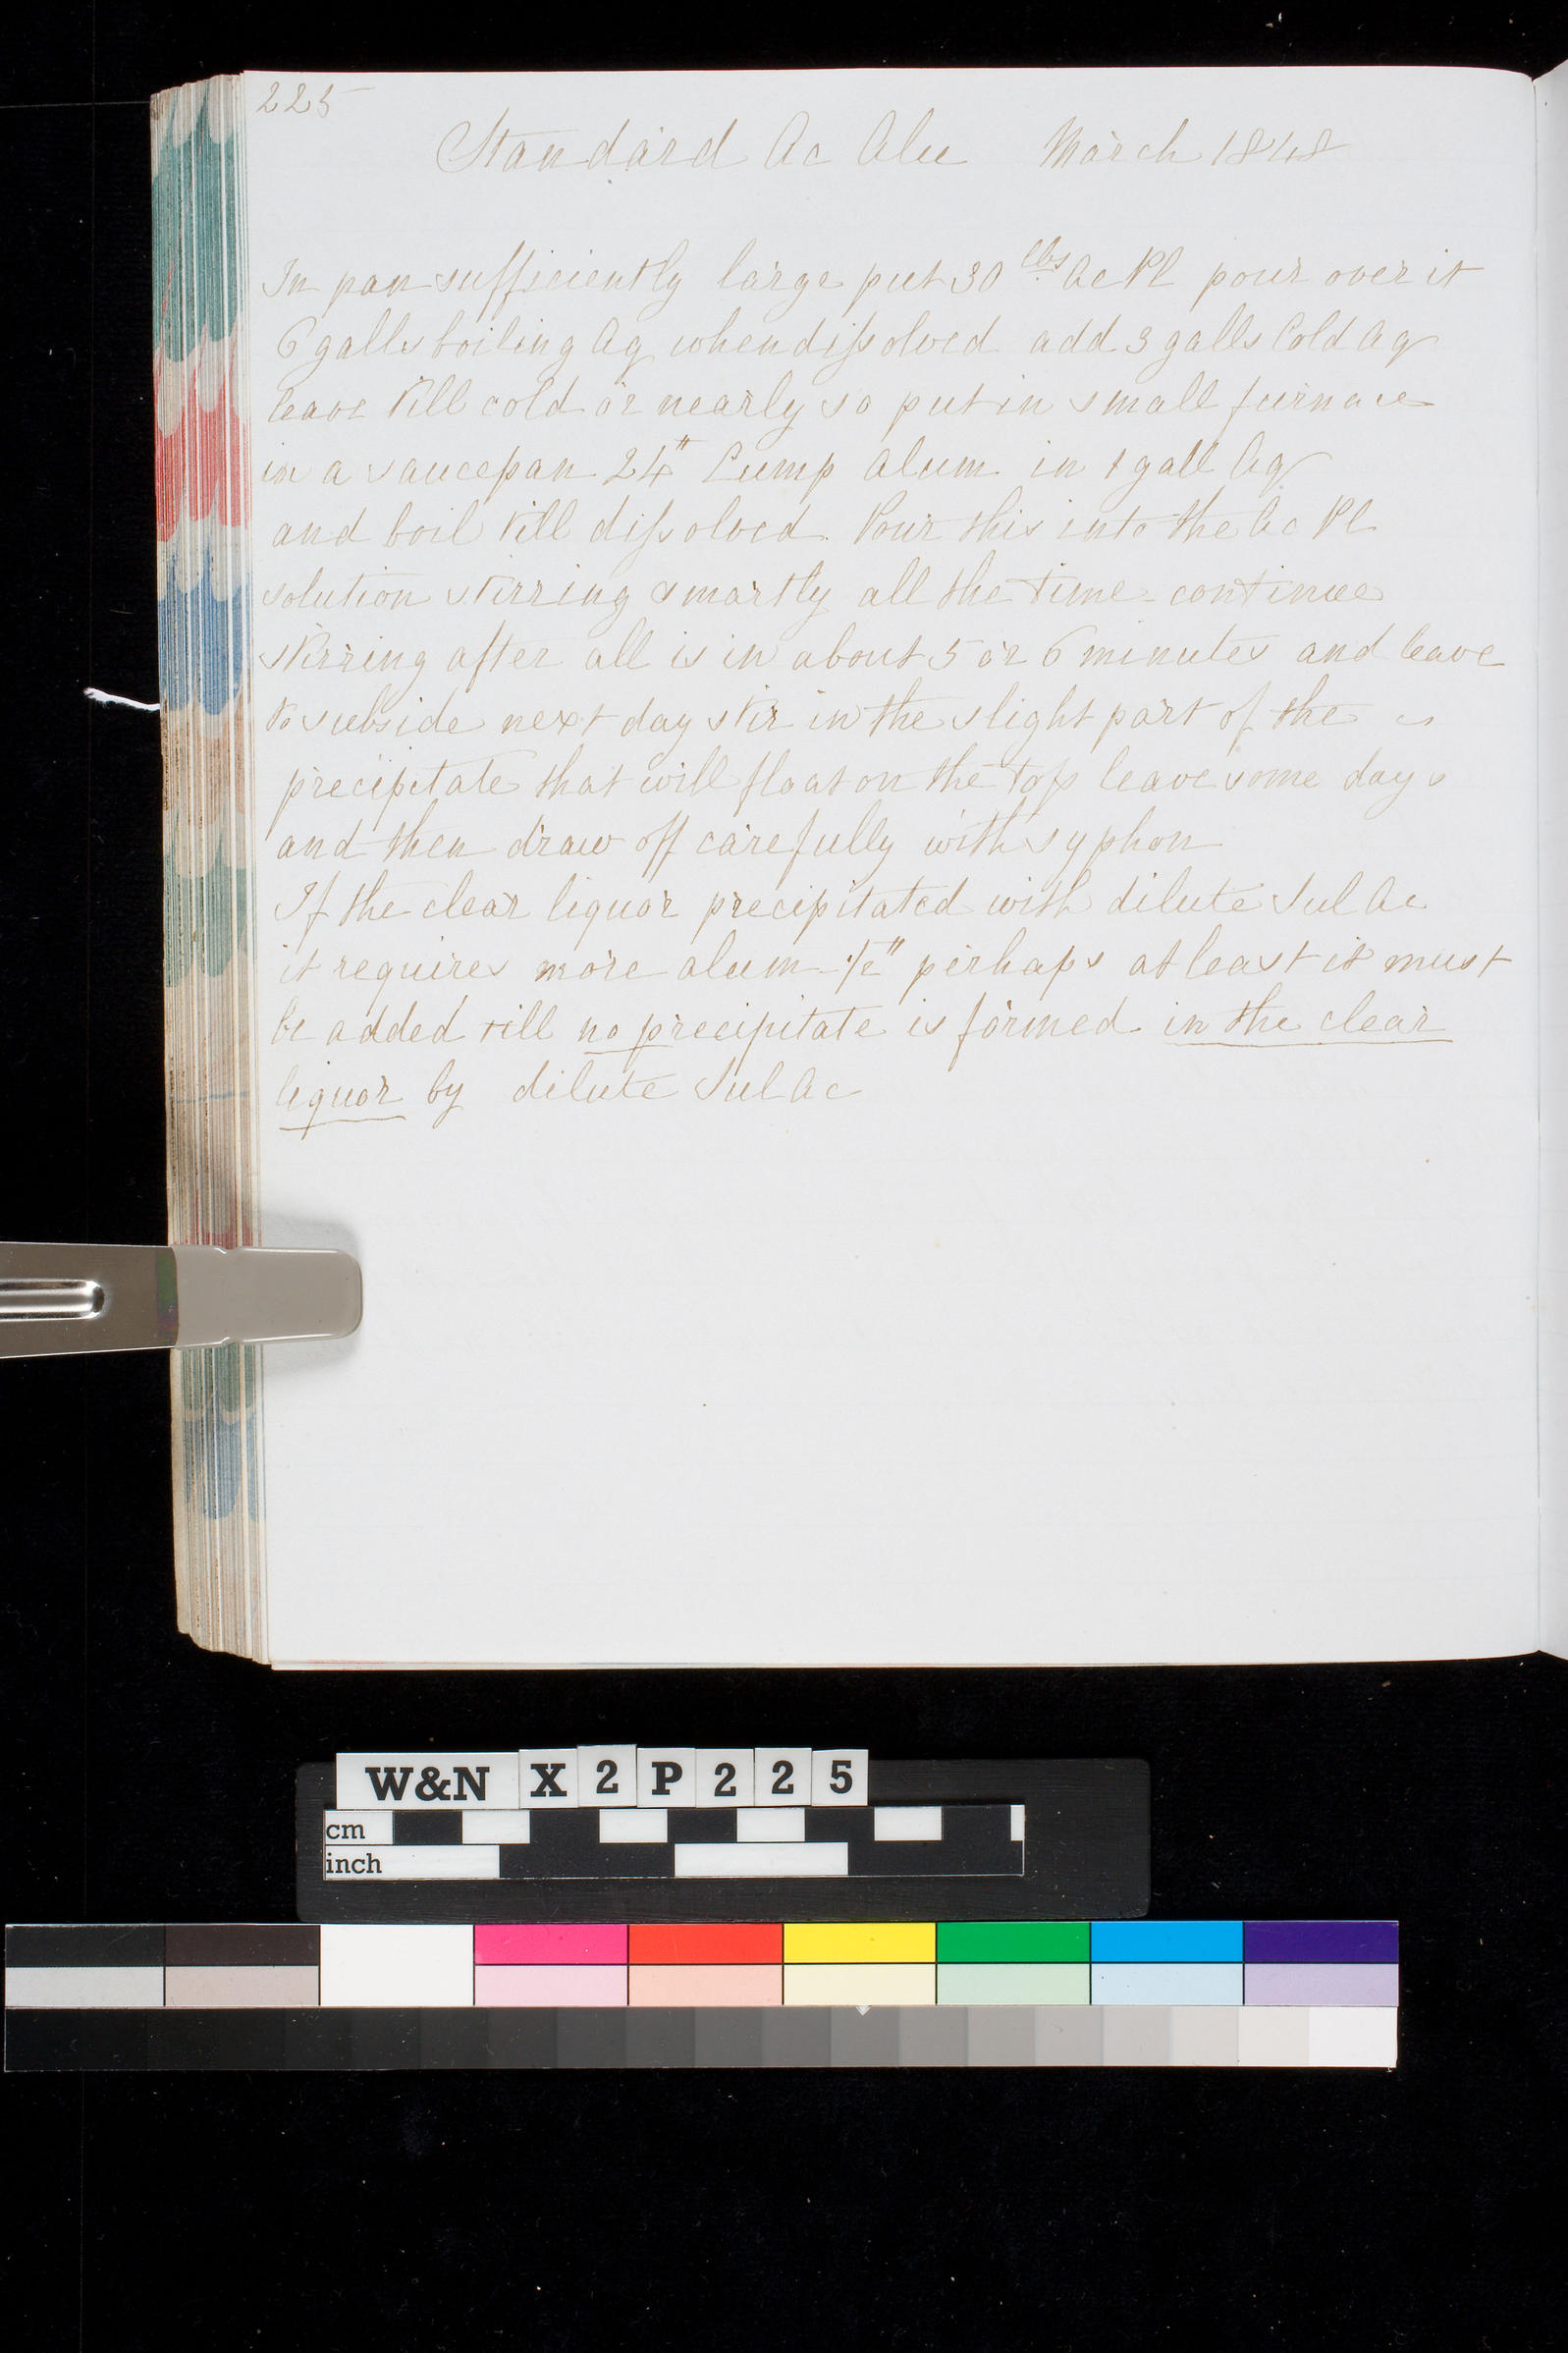 225
Standard Ac Alu March 1848
In pan sufficiently large put 30 lbs Ac Pl pour over it
6 galls boiling Aq when dissolved add 3 galls Cold Aq
leave till cold or nearly so put in small furnace
in a saucepan 24" Lump Alum in 1 gall Aq
and boil till dissolved. Pour this into the Ac Pl
solution stirring smartly all the time continue
stirring after all is in about 5 or 6 minutes and leave
to subside next day stir in the slight part of the
precipitate that will float on the top leave some days
and then draw off carefully with syphon
If the clear liquor precipitated with dilute Sul Ac
it requires more alum 1/2" perhaps at least it must
be added till no precipitate is formed in the clear
liquor by dilute Sul Ac
W&N X 2 P 2 2 5
cm
inch